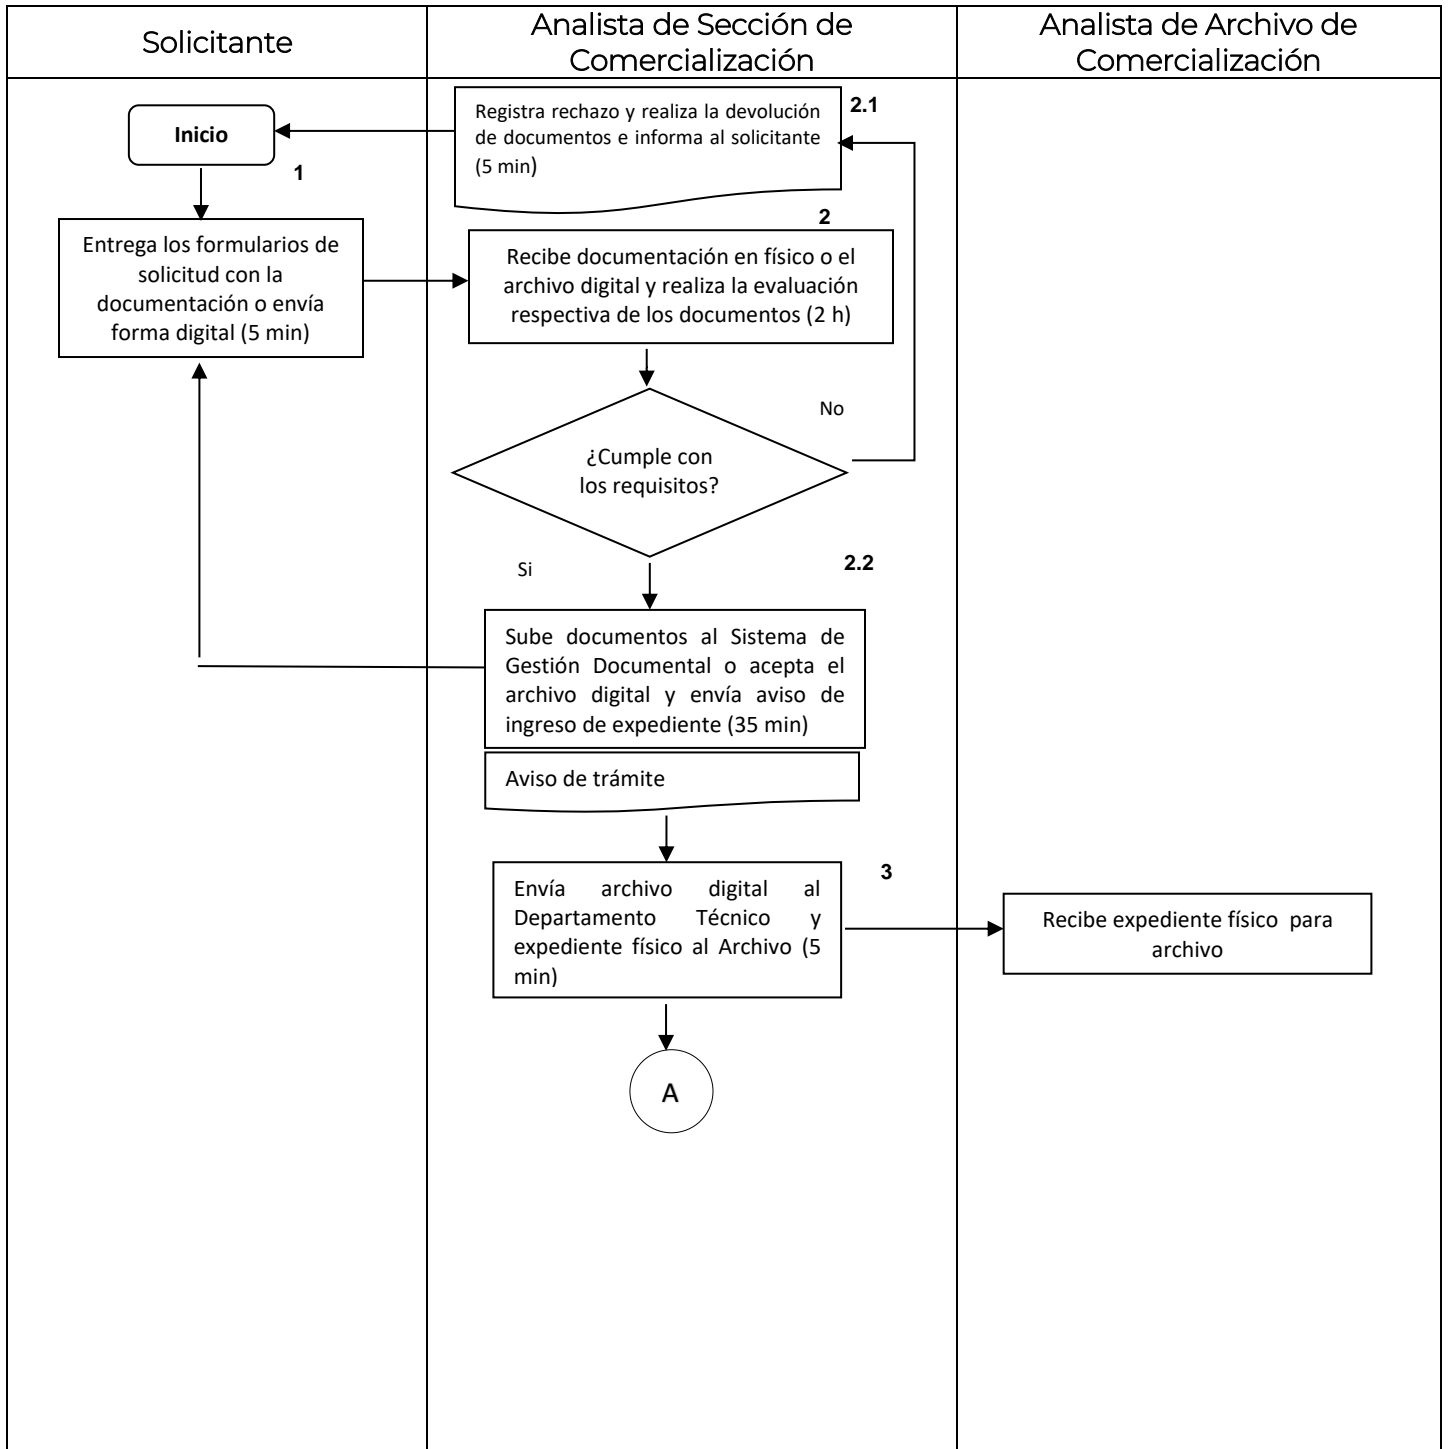 Solicitante
Analista de Sección de
Comercialización
Analista de Archivo de
Comercialización
Inicio
1
Registra rechazo y realiza la devolución
de documentos e informa al solicitante
(5 min)
2.1
Entrega los formularios de
solicitud con la
documentación o envía
forma digital (5 min)
2
Recibe documentación en físico o el
archivo digital y realiza la evaluación
respectiva de los documentos (2 h)
No
¿Cumple con
los requisitos?
Si
2.2
Sube documentos al Sistema de
Gestión Documental o acepta el
archivo digital y envía aviso de
ingreso de expediente (35 min)
Aviso de trámite
3
Envía archivo digital al
Departamento Técnico y
expediente físico al Archivo (5
min)
Recibe expediente físico para
archivo
A